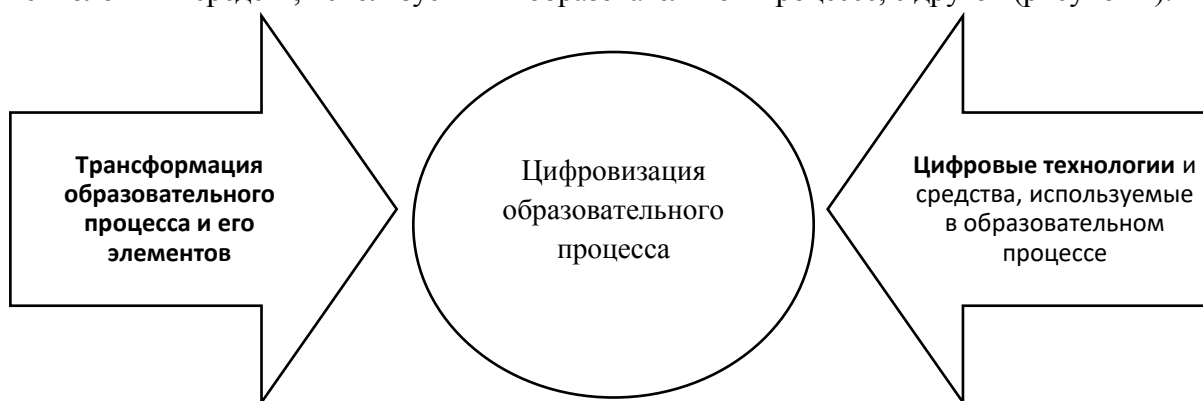 Трансформация
образовательного
процесса и его
элементов
Цифровизация
образовательного
процесса
Цифровые технологии и
средства, используемые
в образовательном
процессе